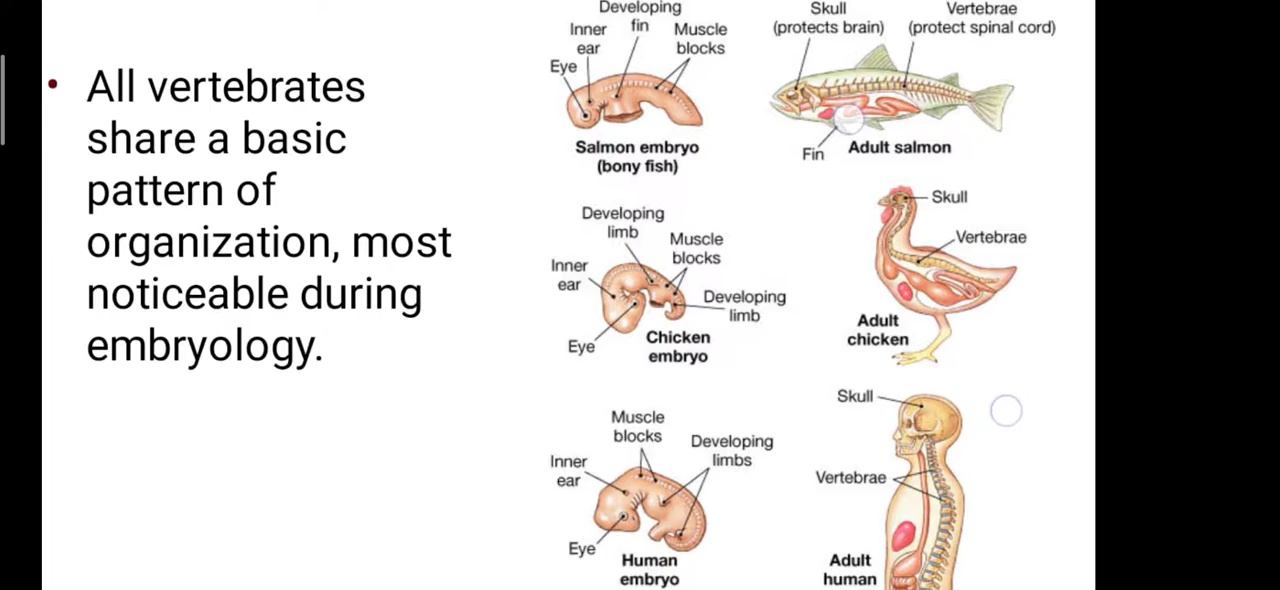 • All vertebrates
share a basic
pattern of
organization, most
noticeable during
embryology.
Developing
fin
Inner
ear
Muscle
blocks
Eye
Salmon embryo
(bony fish)
Skull
(protects brain)
Vertebrae
(protect spinal cord)
Fin
Adult salmon
Developing
limb
Muscle
blocks
Inner
ear
Developing
limb
Eye
Chicken
embryo
Skull
Vertebrae
Adult
chicken
Muscle
blocks
Developing
limbs
Inner
ear
Eye
Human
embryo
Skull
Vertebrae
Adult
human